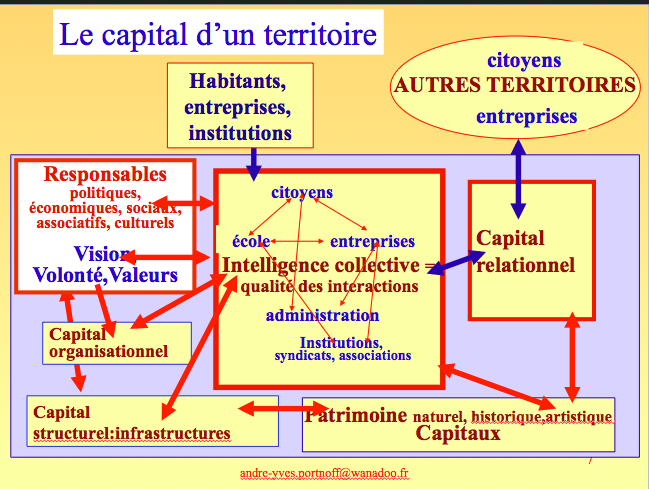 Le capital d'un territoire
Habitants,
entreprises,
institutions
citoyens
AUTRES TERRITOIRES
entreprises
Responsables
politiques,
économiques, sociaux,
associatifs, culturels
Vision
Volonté,Valeurs
citoyens
école
entreprises
Intelligence collective =
qualité des interactions
administration
Institutions,
syndicats, associations
Capital
relationnel
Capital
organisationnel
Capital
structurel:infrastructures
Patrimoine naturel, historique,artistique
Capitaux
7
andre-yves.portnoff@wanadoo.fr